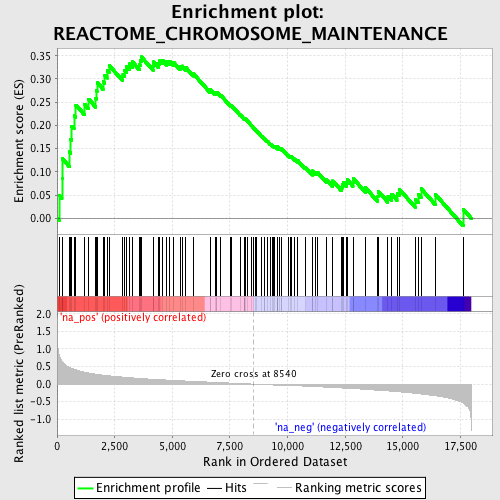 Enrichment plot:
REACTOME_CHROMOSOME_MAINTENANCE
Enrichment score (ES)
0.35
0.30
0.25
0.20
0.15
0.10
0.05
0.00
'na_pos' (positively correlated)
Ranked list metric (PreRanked)
2.0
1.5
1.0
0.5
0.0
-0.5
-1.0
Zero cross at 8540
'na_neg' (negatively correlated)
0
2,500
5,000
7,500
10,000
12,500
15,000
17,500
Rank in Ordered Dataset
Enrichment profile
Hits
Ranking metric scores